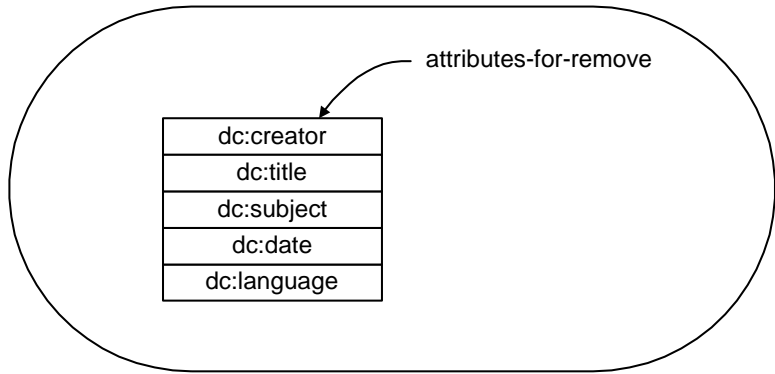 attributes-for-remove
dc:creator
dc:title
dc:subject
dc:date
dc:language